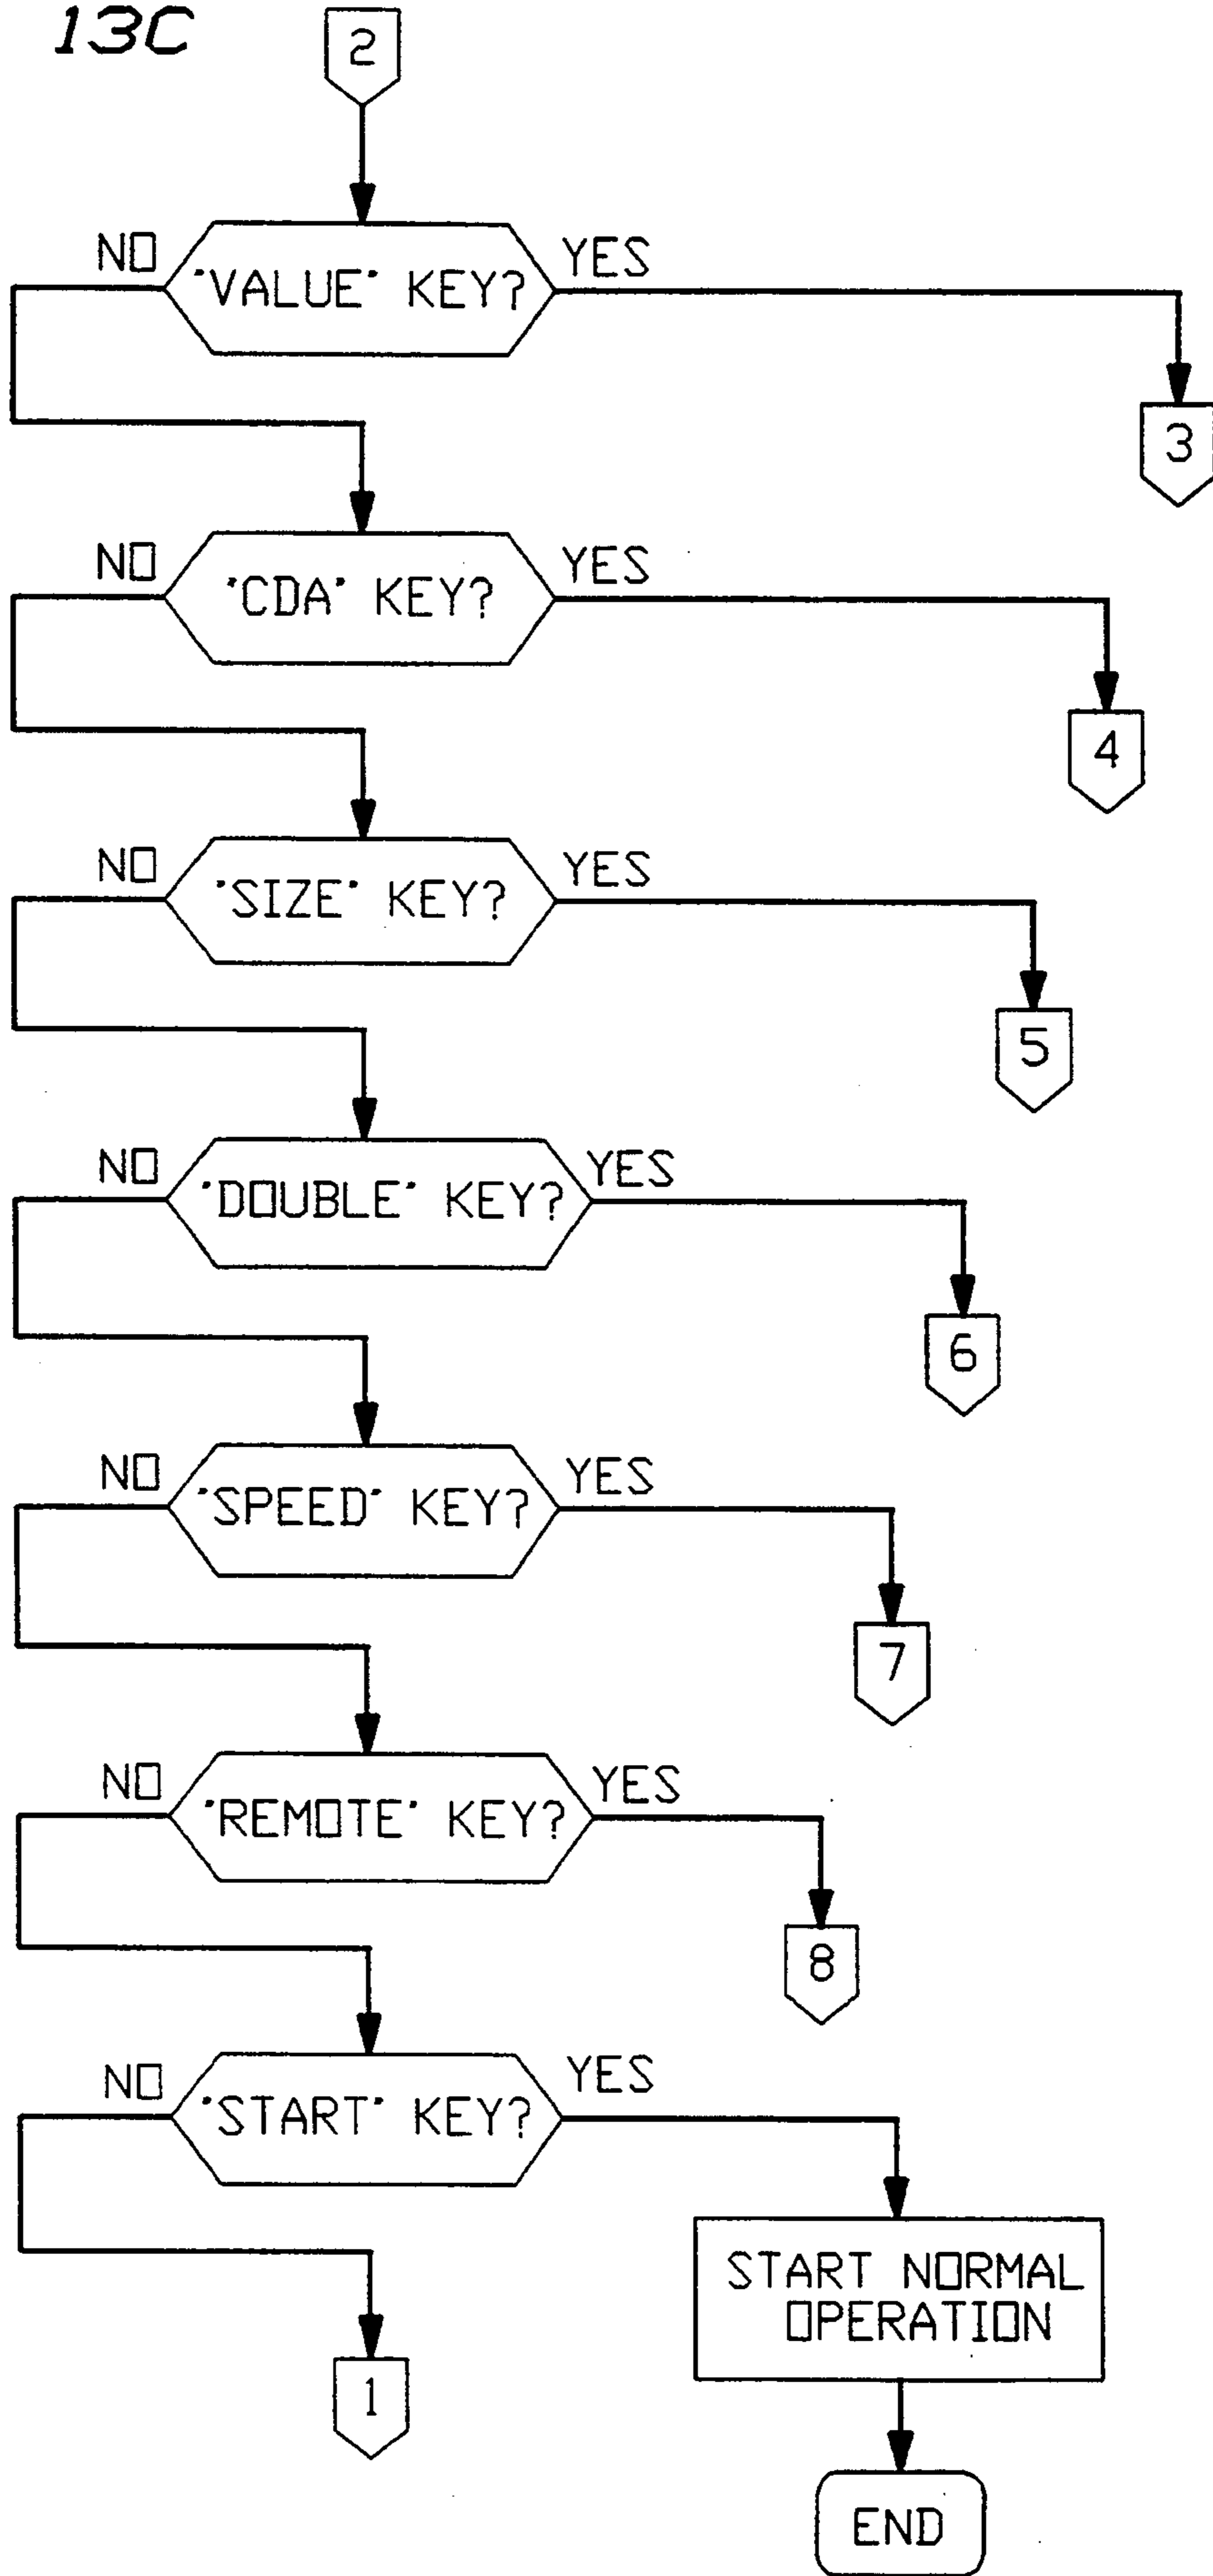 13C
2
NO
"VALUE" KEY?
YES
3
NO
"CDA" KEY?
YES
4
NO
"SIZE" KEY?
YES
5
NO
"DOUBLE" KEY?
YES
6
NO
"SPEED" KEY?
YES
7
NO
"REMOTE" KEY?
YES
8
NO
"START" KEY?
YES
START NORMAL
OPERATION
1
END